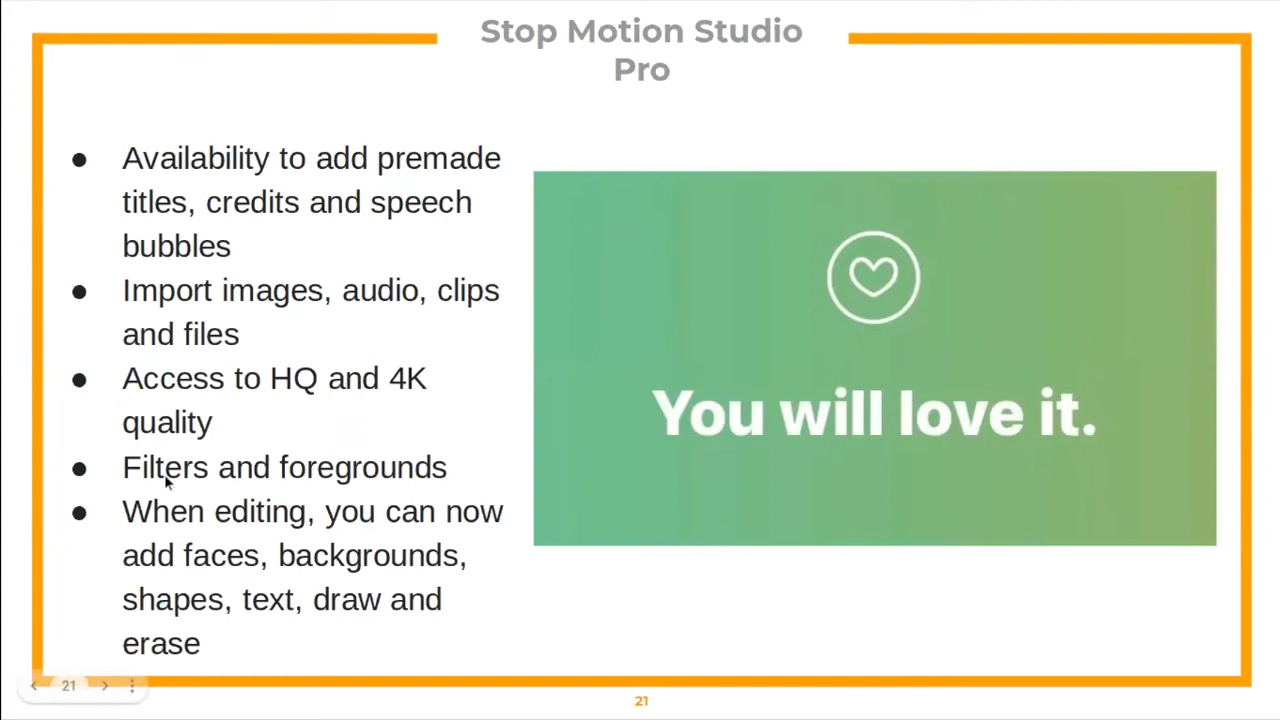 Stop Motion Studio
Pro
● Availability to add premade
titles, credits and speech
bubbles
● Import images, audio, clips
and files
● Access to HQ and 4K
quality
● Filters and foregrounds
● When editing, you can now
add faces, backgrounds,
shapes, text, draw and
erase
You will love it.
21
21